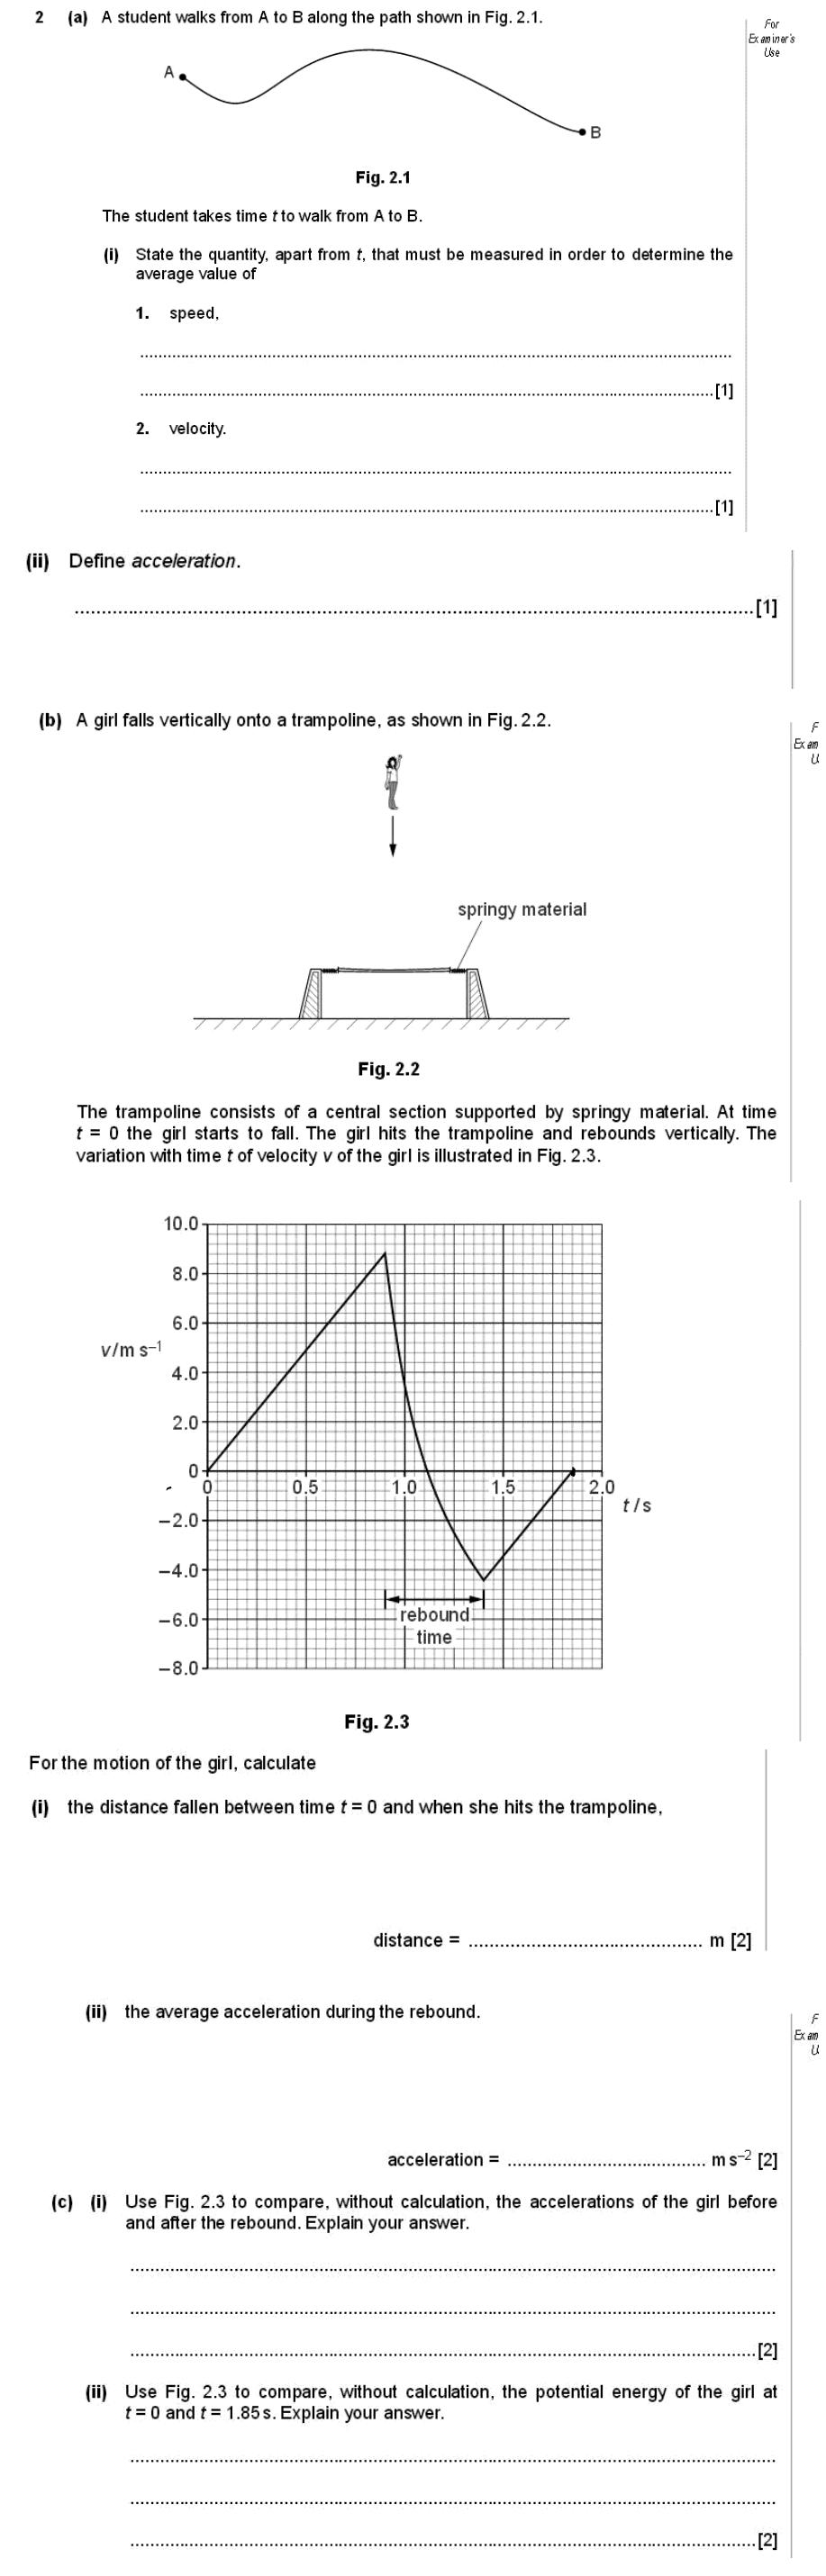 2 (a) A student walks from A to B along the path shown in Fig. 2.1.
For
Examiner's
Use
A
B
Fig. 2.1
The student takes time t to walk from A to B.
(i) State the quantity, apart from t, that must be measured in order to determine the
average value of
1. speed,
..........................................................................................
.......................................................................................[1]
2. velocity.
..........................................................................................
.......................................................................................[1]
(ii) Define acceleration.
.......................................................................................[1]
(b) A girl falls vertically onto a trampoline, as shown in Fig. 2.2.
F
Exam
U
springy material
Fig. 2.2
The trampoline consists of a central section supported by springy material. At time
t = 0 the girl starts to fall. The girl hits the trampoline and rebounds vertically. The
variation with time t of velocity v of the girl is illustrated in Fig. 2.3.
10.0
8.0
6.0
v/m s⁻¹
4.0
2.0
0
0 0.5 1.0 1.5 2.0
t/s
−2.0
−4.0
−6.0
rebound
time
−8.0
Fig. 2.3
For the motion of the girl, calculate
(i) the distance fallen between time t = 0 and when she hits the trampoline,
distance = ............................................. m [2]
(ii) the average acceleration during the rebound.
F
Exam
U
acceleration = ...................................... m s⁻² [2]
(c) (i) Use Fig. 2.3 to compare, without calculation, the accelerations of the girl before
and after the rebound. Explain your answer.
..........................................................................................
..........................................................................................
.......................................................................................[2]
(ii) Use Fig. 2.3 to compare, without calculation, the potential energy of the girl at
t = 0 and t = 1.85 s. Explain your answer.
..........................................................................................
..........................................................................................
.......................................................................................[2]